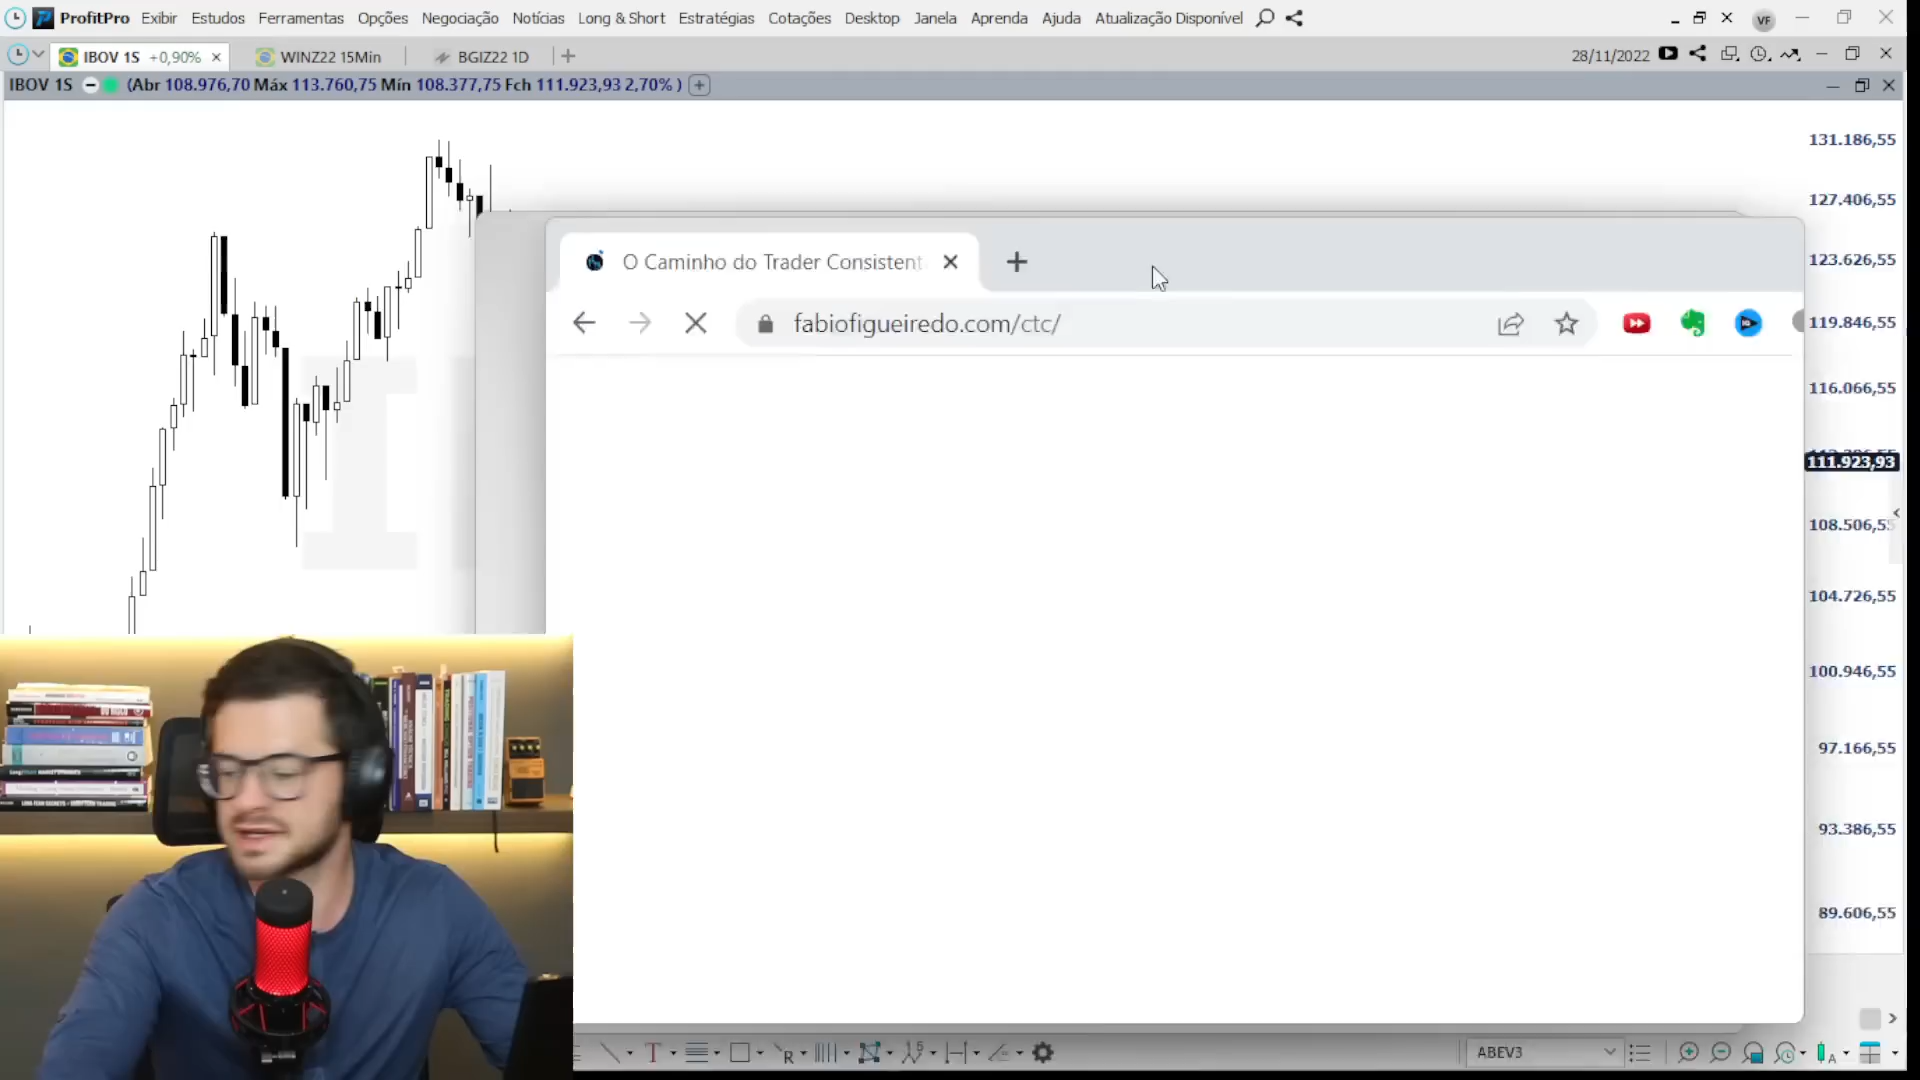 ProfitPro Exibir Estudos Ferramentas Opções Negociação Notícias Long & Short Estratégias Cotações Desktop Janela Aprenda Ajuda Atualização Disponível VF
IBOV 1S +0,90% WINZ22 15Min BGIZ22 1D 28/11/2022
IBOV 1S (Abr 108.976,70 Máx 113.760,75 Mín 108.377,75 Fch 111.923,93 2,70% )
131.186,55
127.406,55
O Caminho do Trader Consistent
123.626,55
fabiofigueiredo.com/ctc/
119.846,55
116.066,55
111.923,93
108.506,55
104.726,55
100.946,55
97.166,55
93.386,55
89.606,55
ABEV3